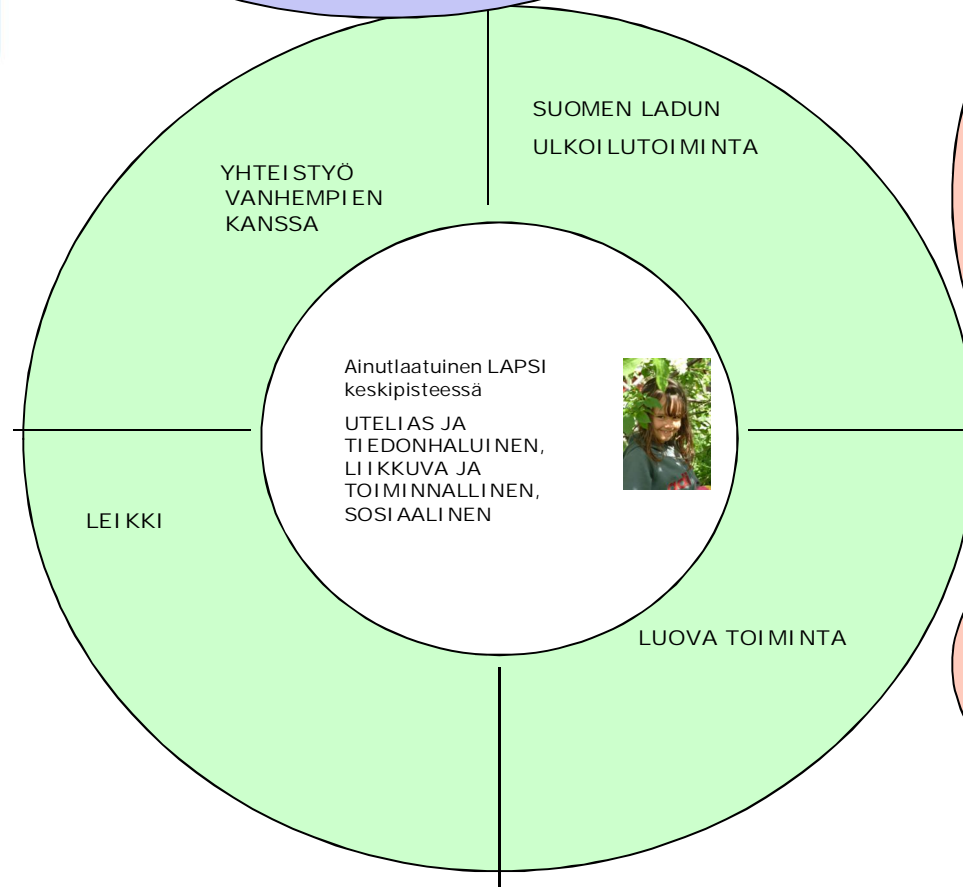 SUOMEN LADUN
ULKOILUTOIMINTA
YHTEISTYÖ
VANHEMPIEN
KANSSA
Ainutlaatuinen LAPSI
keskipisteessä
UTELIAS JA
TIEDONHALUINEN,
LIIKKUVA JA
TOIMINNALLINEN,
SOSIAALINEN
LEIKKI
LUOVA TOIMINTA